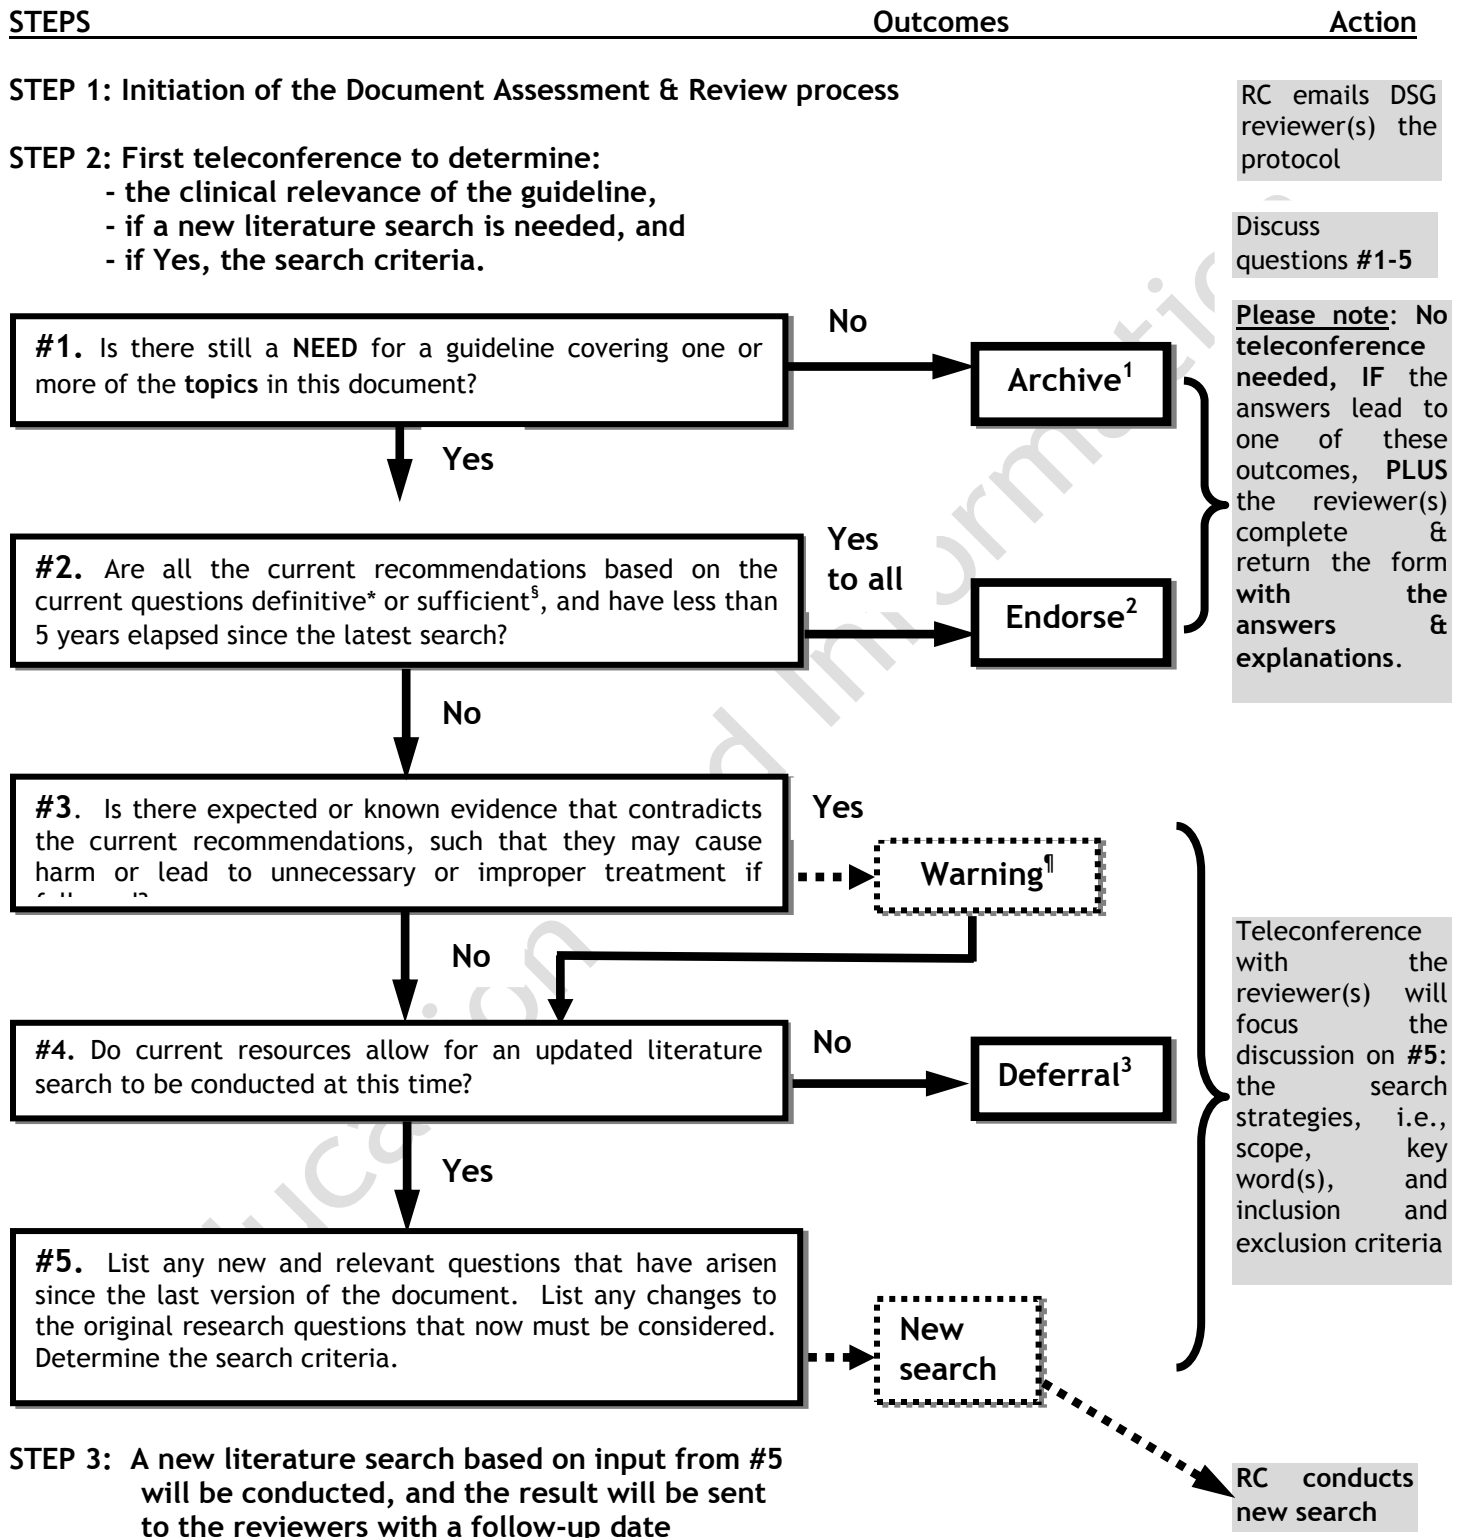 STEPS Outcomes Action
STEP 1: Initiation of the Document Assessment & Review process
RC emails DSG
reviewer(s) the
protocol
STEP 2: First teleconference to determine:
- the clinical relevance of the guideline,
- if a new literature search is needed, and
- if Yes, the search criteria.
Discuss
questions #1-5
#1. Is there still a NEED for a guideline covering one or
more of the topics in this document?
No
Archive¹
Yes
Please note: No
teleconference
needed, IF the
answers lead to
one of these
outcomes, PLUS
the reviewer(s)
complete &
return the form
with the
answers &
explanations.
#2. Are all the current recommendations based on the
current questions definitive* or sufficient§, and have less than
5 years elapsed since the latest search?
Yes
to all
Endorse²
No
#3. Is there expected or known evidence that contradicts
the current recommendations, such that they may cause
harm or lead to unnecessary or improper treatment if
Yes
Warning¶
No
#4. Do current resources allow for an updated literature
search to be conducted at this time?
No
Deferral³
Yes
Teleconference
with the
reviewer(s) will
focus the
discussion on #5:
the search
strategies, i.e.,
scope, key
word(s), and
inclusion and
exclusion criteria
#5. List any new and relevant questions that have arisen
since the last version of the document. List any changes to
the original research questions that now must be considered.
Determine the search criteria.
New
search
STEP 3: A new literature search based on input from #5
will be conducted, and the result will be sent
to the reviewers with a follow-up date
RC conducts
new search